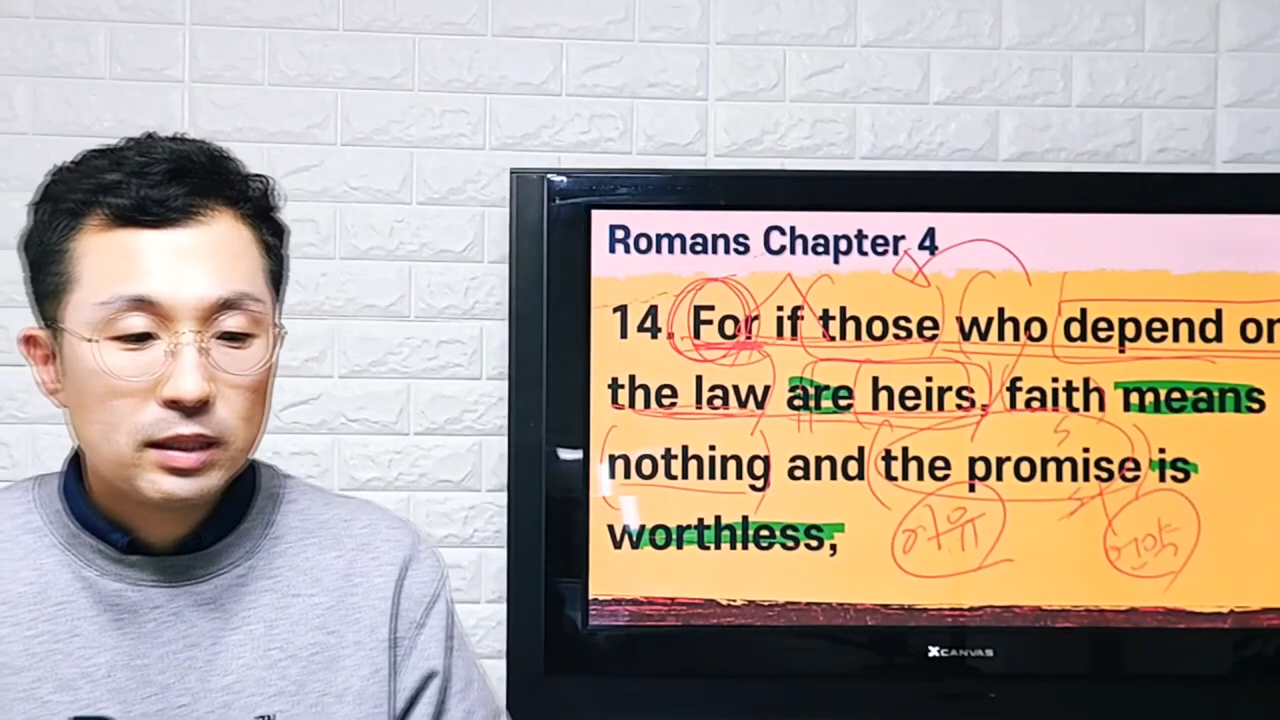 Romans Chapter 4
14. For if those who depend on
the law are heirs, faith means
nothing and the promise is
worthless,
이유
언약
XCANVAS